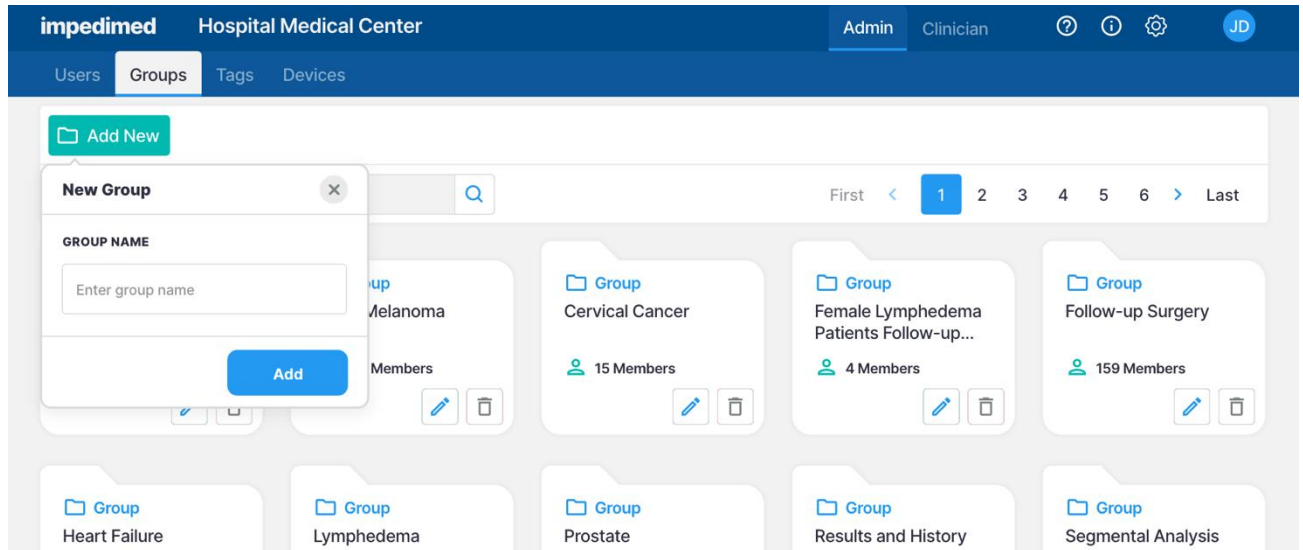 impedimed Hospital Medical Center Admin Clinician JD
Users Groups Tags Devices
Add New
New Group
First < 1 2 3 4 5 6 > Last
GROUP NAME
Enter group name
Add
Melanoma
Members
Group
Cervical Cancer
15 Members
Group
Female Lymphedema
Patients Follow-up...
4 Members
Group
Follow-up Surgery
159 Members
Group
Heart Failure
Group
Lymphedema
Group
Prostate
Group
Results and History
Group
Segmental Analysis